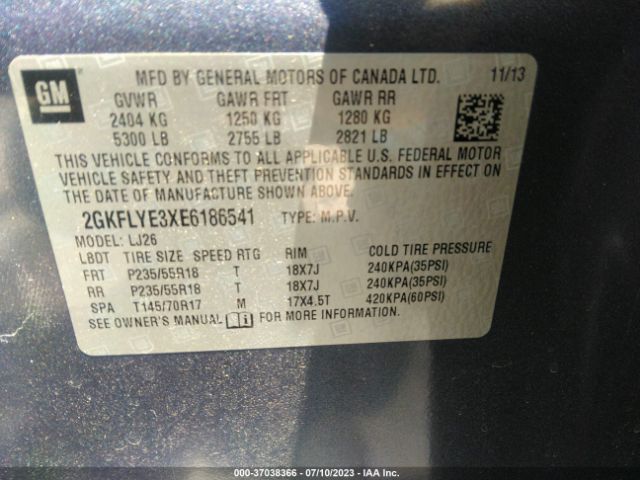 GM
MFD BY GENERAL MOTORS OF CANADA LTD. 11/13
GVWR GAWR FRT GAWR RR
2404 KG 1250 KG 1280 KG
5300 LB 2755 LB 2821 LB
THIS VEHICLE CONFORMS TO ALL APPLICABLE U.S. FEDERAL MOTOR
VEHICLE SAFETY AND THEFT PREVENTION STANDARDS IN EFFECT ON
THE DATE OF MANUFACTURE SHOWN ABOVE.
2GKFLYE3XE6186541 TYPE: M.P.V.
MODEL: LJ26
LBDT TIRE SIZE SPEED RTG RIM COLD TIRE PRESSURE
FRT P235/55R18 T 18X7J 240KPA(35PSI)
RR P235/55R18 T 18X7J 240KPA(35PSI)
SPA T145/70R17 M 17X4.5T 420KPA(60PSI)
SEE OWNER'S MANUAL FOR MORE INFORMATION.
000-37038366 - 07/10/2023 - IAA Inc.